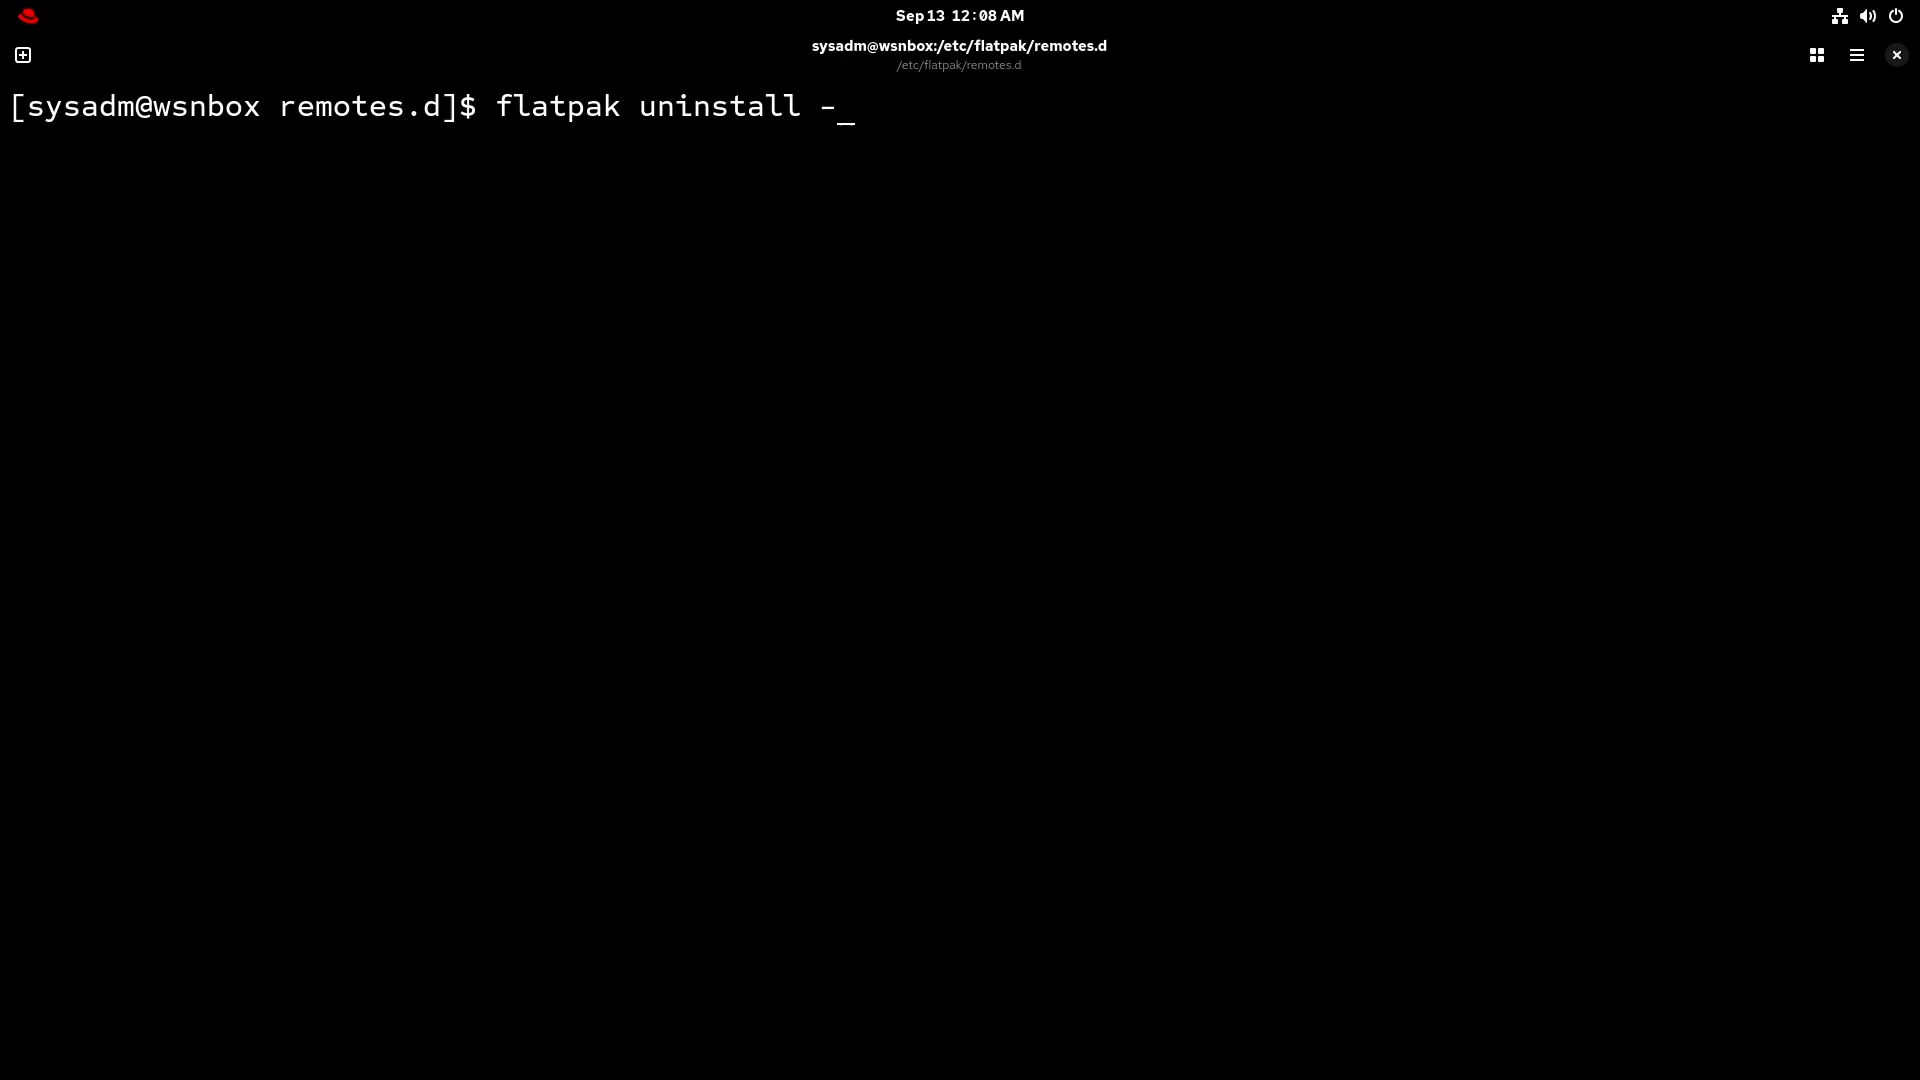 Sep 13 12:08 AM
sysadm@wsnbox:/etc/flatpak/remotes.d
/etc/flatpak/remotes.d
[sysadm@wsnbox remotes.d]$ flatpak uninstall -_